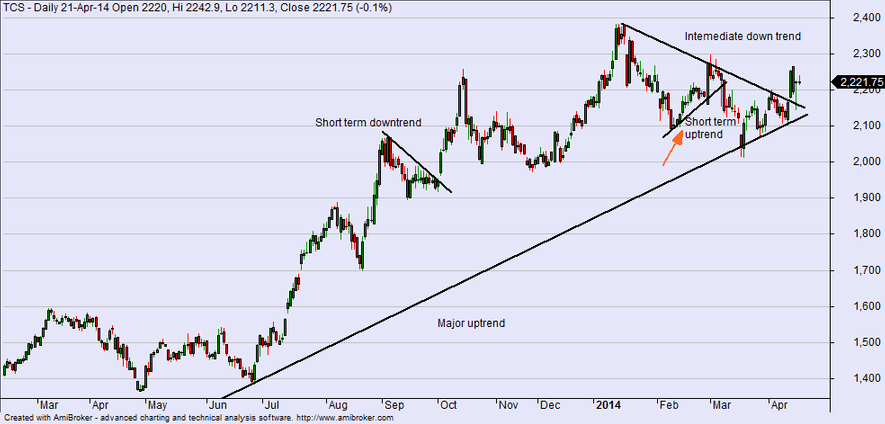 TCS - Daily 21-Apr-14 Open 2220, Hi 2242.9, Lo 2211.3, Close 2221.75 (-0.1%)
2,400
Intemediate down trend
2,300
2,221.75
2,200
Short term downtrend
Short term
uptrend
2,100
2,000
1,900
1,800
1,700
1,600
Major uptrend
1,500
1,400
Mar Apr May Jun Jul Aug Sep Oct Nov Dec 2014 Feb Mar Apr
Created with AmiBroker - advanced charting and technical analysis software. http://www.amibroker.com